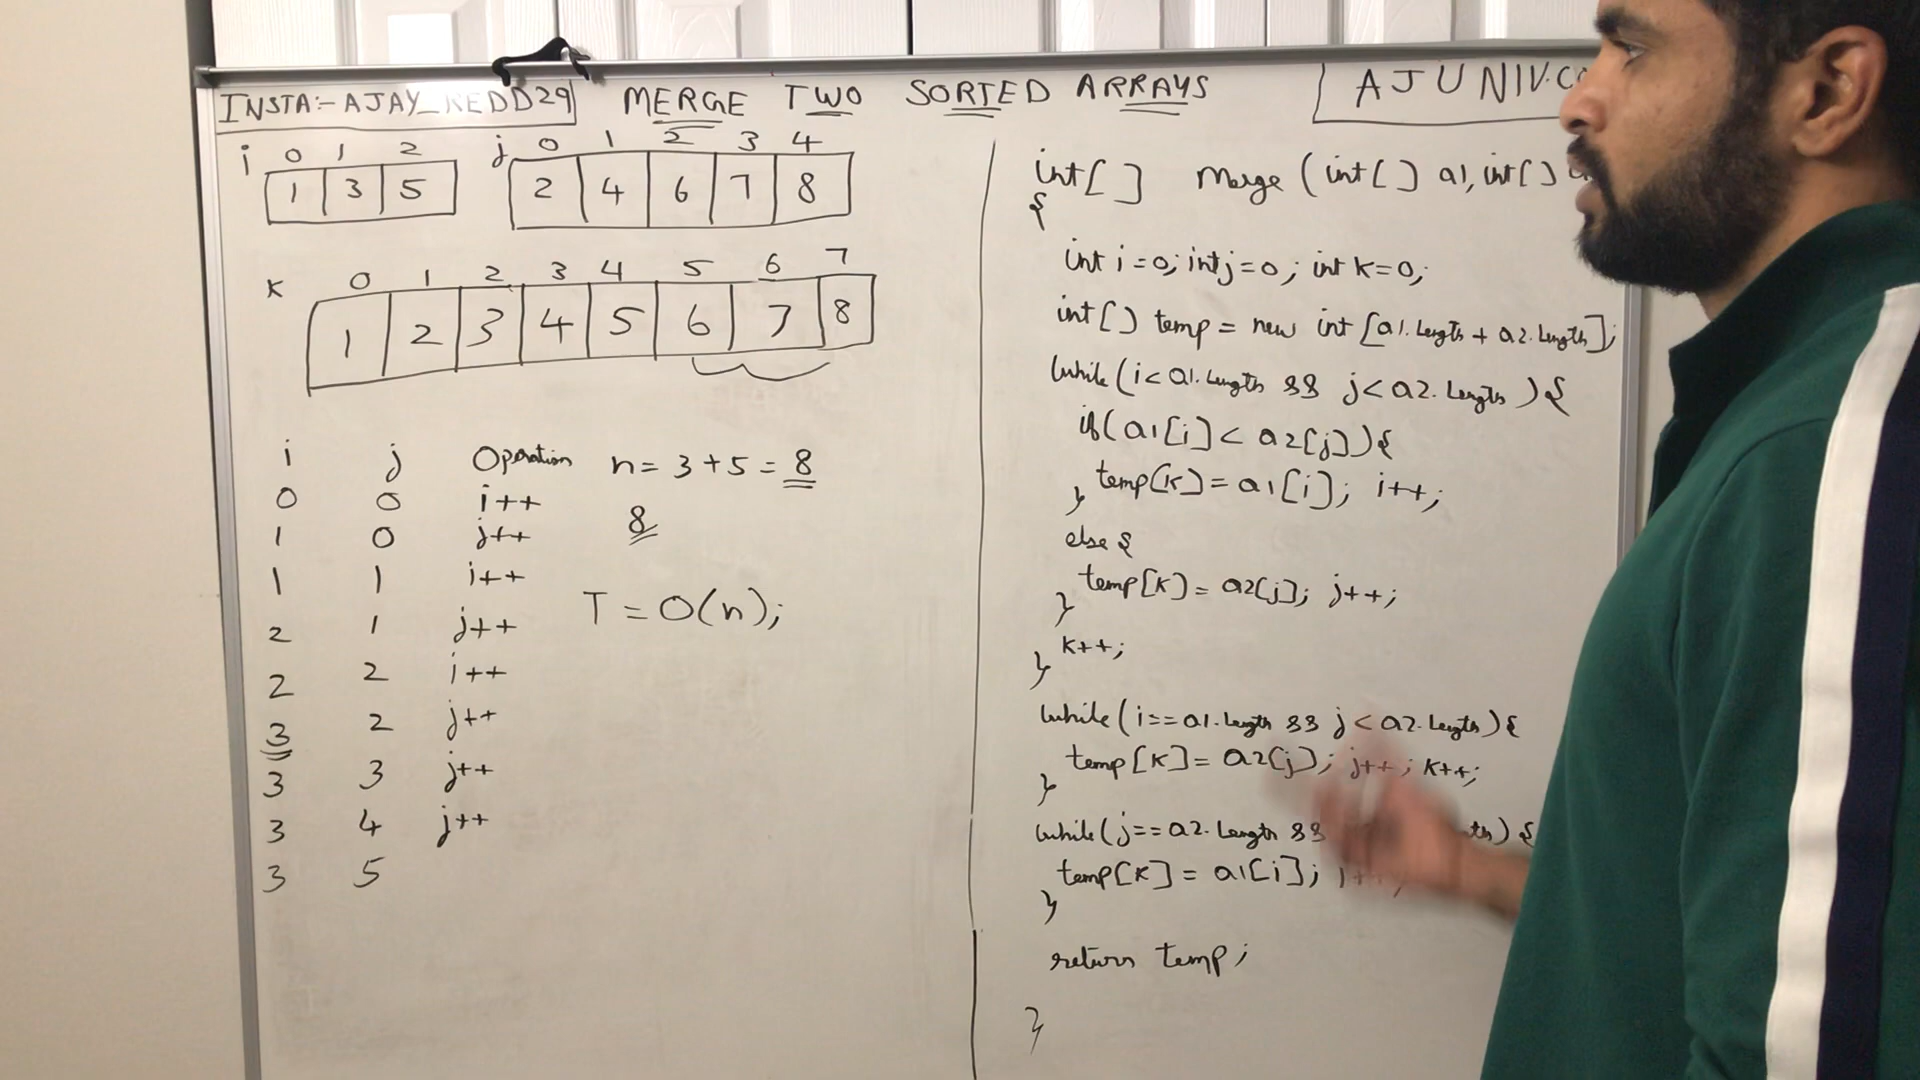 INSTA:- AJAY_REDD29
MERGE TWO SORTED ARRAYS
AJUNIV.
i 0 1 2
1 3 5
j 0 1 2 3 4
2 4 6 7 8
K 0 1 2 3 4 5 6 7
1 2 3 4 5 6 7 8
i j Operation
0 0 i++
1 0 j++
1 1 i++
2 1 j++
2 2 i++
3 2 j++
3 3 j++
3 4 j++
3 5
n = 3 + 5 = 8
8
T = O(n);
int[] Merge (int[] a1, int[]
{
int i=0; int j=0; int K=0;
int[] temp = new int [a1.Length + a2.Length];
while (i < a1.Length && j < a2.Length) {
if (a1[i] < a2[j]) {
temp[K] = a1[i]; i++;
}
else {
temp[K] = a2[j]; j++;
}
K++;
}
while (i == a1.Length && j < a2.Length) {
temp[K] = a2[j]; j++; K++;
}
while (j == a2.Length && ) {
temp[K] = a1[i];
}
return temp;
}